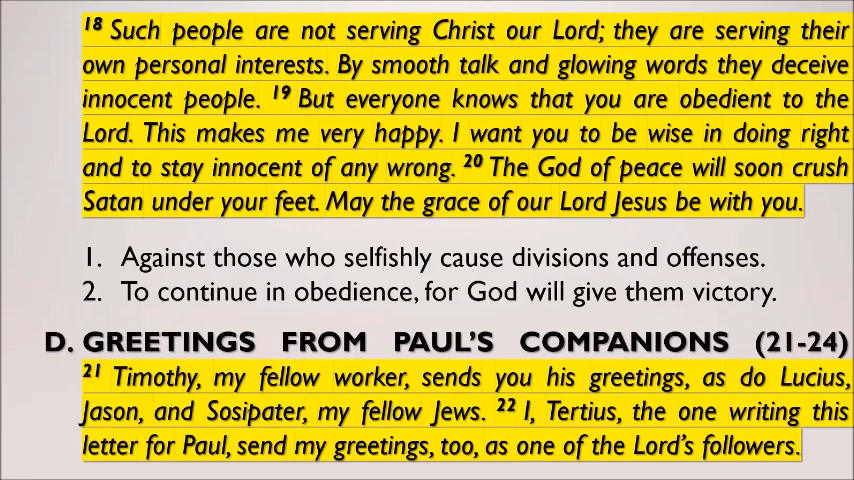 18 Such people are not serving Christ our Lord; they are serving their
own personal interests. By smooth talk and glowing words they deceive
innocent people. 19 But everyone knows that you are obedient to the
Lord. This makes me very happy. I want you to be wise in doing right
and to stay innocent of any wrong. 20 The God of peace will soon crush
Satan under your feet. May the grace of our Lord Jesus be with you.
1. Against those who selfishly cause divisions and offenses.
2. To continue in obedience, for God will give them victory.
D. GREETINGS FROM PAUL'S COMPANIONS (21-24)
21 Timothy, my fellow worker, sends you his greetings, as do Lucius,
Jason, and Sosipater, my fellow Jews. 22 I, Tertius, the one writing this
letter for Paul, send my greetings, too, as one of the Lord's followers.